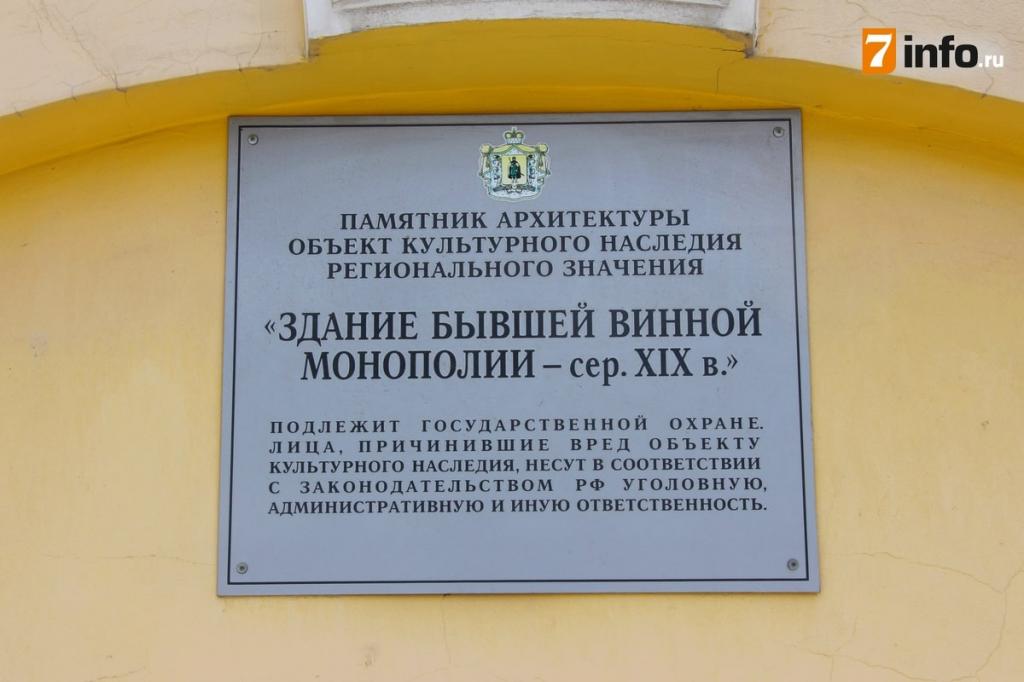 7info.ru
ПАМЯТНИК АРХИТЕКТУРЫ
ОБЪЕКТ КУЛЬТУРНОГО НАСЛЕДИЯ
РЕГИОНАЛЬНОГО ЗНАЧЕНИЯ
«ЗДАНИЕ БЫВШЕЙ ВИННОЙ
МОНОПОЛИИ – сер. XIX в.»
ПОДЛЕЖИТ ГОСУДАРСТВЕННОЙ ОХРАНЕ.
ЛИЦА, ПРИЧИНИВШИЕ ВРЕД ОБЪЕКТУ
КУЛЬТУРНОГО НАСЛЕДИЯ, НЕСУТ В СООТВЕТСТВИИ
С ЗАКОНОДАТЕЛЬСТВОМ РФ УГОЛОВНУЮ,
АДМИНИСТРАТИВНУЮ И ИНУЮ ОТВЕТСТВЕННОСТЬ.